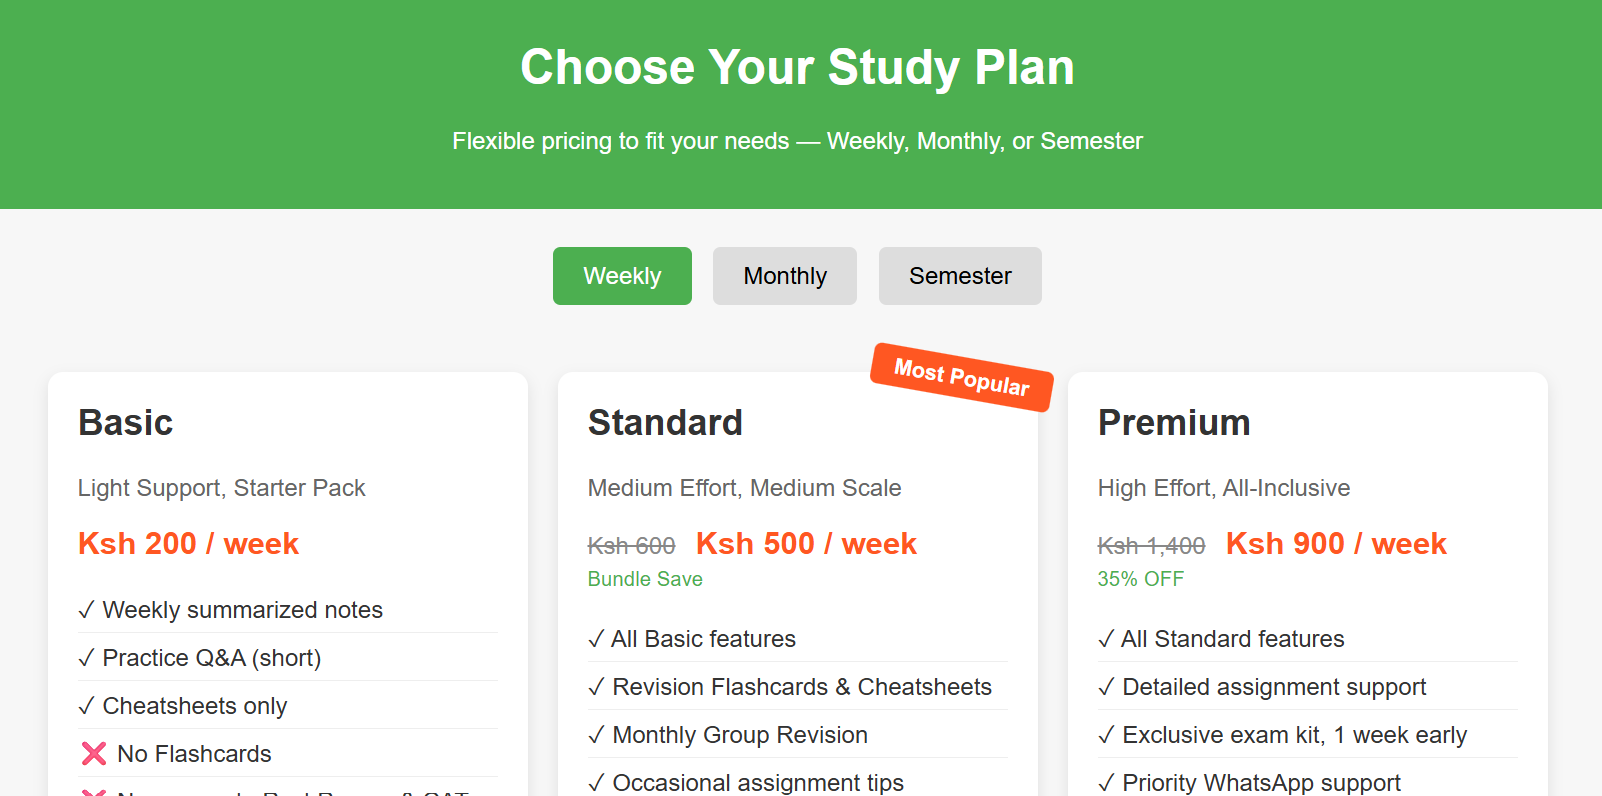 Choose Your Study Plan
Flexible pricing to fit your needs — Weekly, Monthly, or Semester
Weekly
Monthly
Semester
Basic
Light Support, Starter Pack
Ksh 200 / week
✓ Weekly summarized notes
✓ Practice Q&A (short)
✓ Cheatsheets only
❌ No Flashcards
Most Popular
Standard
Medium Effort, Medium Scale
Ksh 600 Ksh 500 / week
Bundle Save
✓ All Basic features
✓ Revision Flashcards & Cheatsheets
✓ Monthly Group Revision
✓ Occasional assignment tips
Premium
High Effort, All-Inclusive
Ksh 1,400 Ksh 900 / week
35% OFF
✓ All Standard features
✓ Detailed assignment support
✓ Exclusive exam kit, 1 week early
✓ Priority WhatsApp support